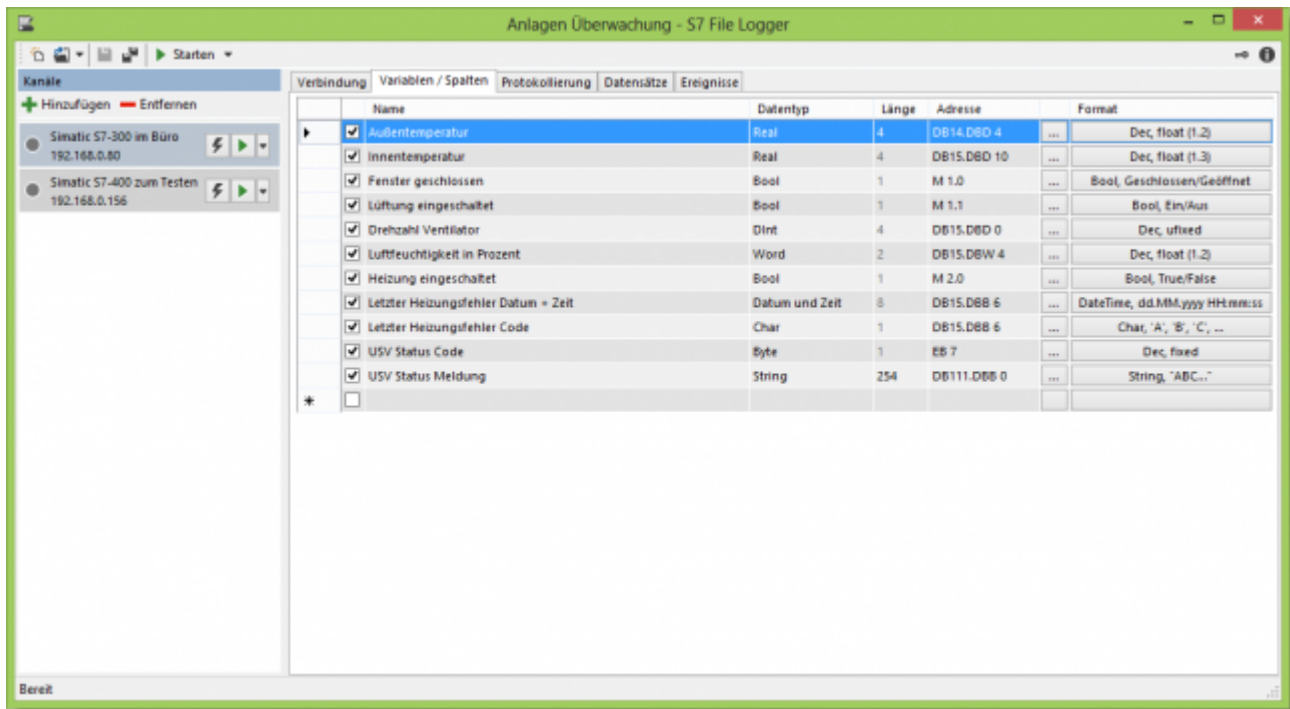 Anlagen Überwachung - S7 File Logger
Starten
Kanäle
Hinzufügen Entfernen
Simatic S7-300 im Büro
192.168.0.80
Simatic S7-400 zum Testen
192.168.0.156
Verbindung Variablen / Spalten Protokollierung Datensätze Ereignisse
Name Datentyp Länge Adresse Format
Außentemperatur Real 4 DB14.DBD 4 ... Dec, float (1.2)
Innentemperatur Real 4 DB15.DBD 10 ... Dec, float (1.3)
Fenster geschlossen Bool 1 M 1.0 ... Bool, Geschlossen/Geöffnet
Lüftung eingeschaltet Bool 1 M 1.1 ... Bool, Ein/Aus
Drehzahl Ventilator DInt 4 DB15.DBD 0 ... Dec, ufixed
Luftfeuchtigkeit in Prozent Word 2 DB15.DBW 4 ... Dec, float (1.2)
Heizung eingeschaltet Bool 1 M 2.0 ... Bool, True/False
Letzter Heizungsfehler Datum + Zeit Datum und Zeit 8 DB15.DBB 6 ... DateTime, dd.MM.yyyy HH:mm:ss
Letzter Heizungsfehler Code Char 1 DB15.DBB 6 ... Char, 'A', 'B', 'C', ...
USV Status Code Byte 1 EB 7 ... Dec, fixed
USV Status Meldung String 254 DB111.DBB 0 ... String, "ABC..."
Bereit